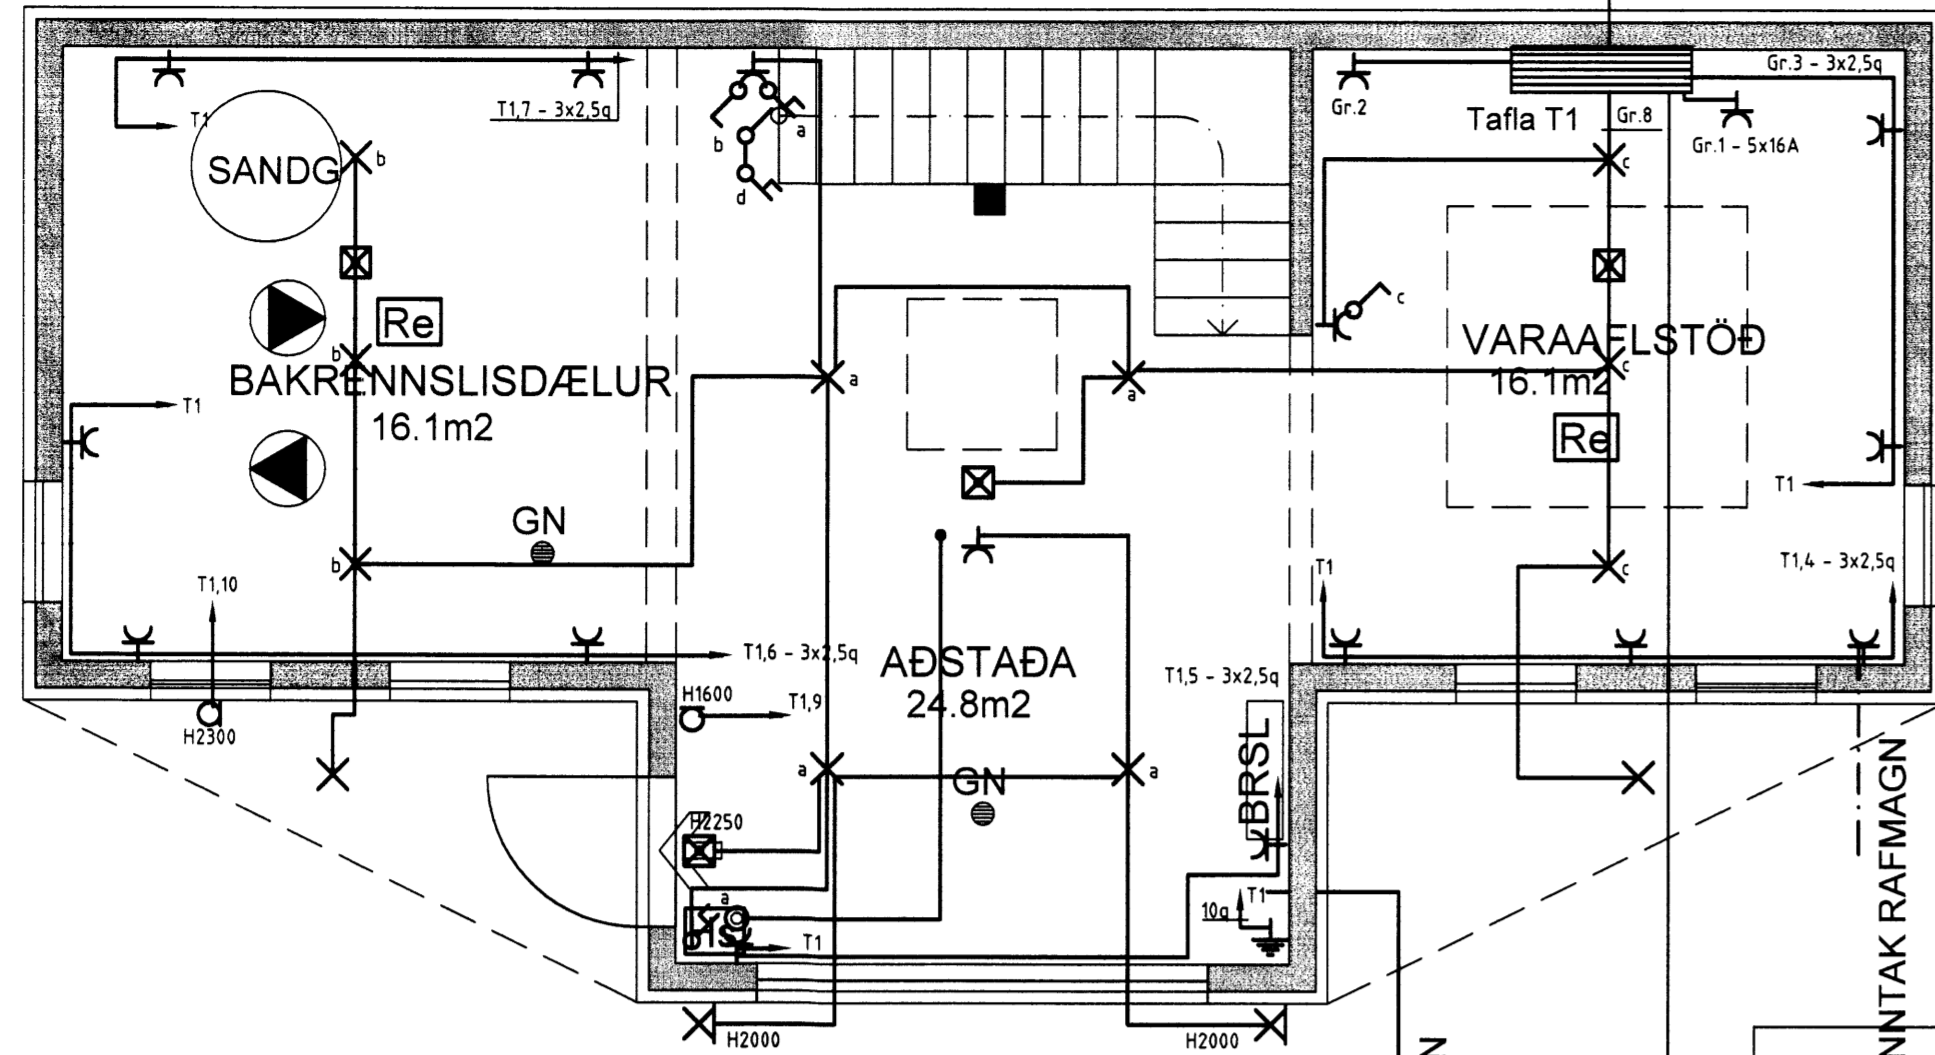 T1
T1,7 - 3x2,5q
SANDG
b
b
a
d
Gr.2
Tafla T1
Gr.8
Gr.3 - 3x2,5q
Gr.1 - 5x16A
c
c
Re
b
BAKRENNSLISDÆLUR
16.1m2
T1
a
a
VARAAFLSTÖÐ
c
16.1m2
Re
T1
GN
b
T1,10
T1
c
T1,4 - 3x2,5q
T1,6 - 3x2,5q
AÐSTAÐA
24.8m2
T1,5 - 3x2,5q
H1600
T1,9
H2300
a
a
GN
BRSL
H2250
a
T1
10q
T1
H2000
H2000
NNTAK RAFMAGN
N